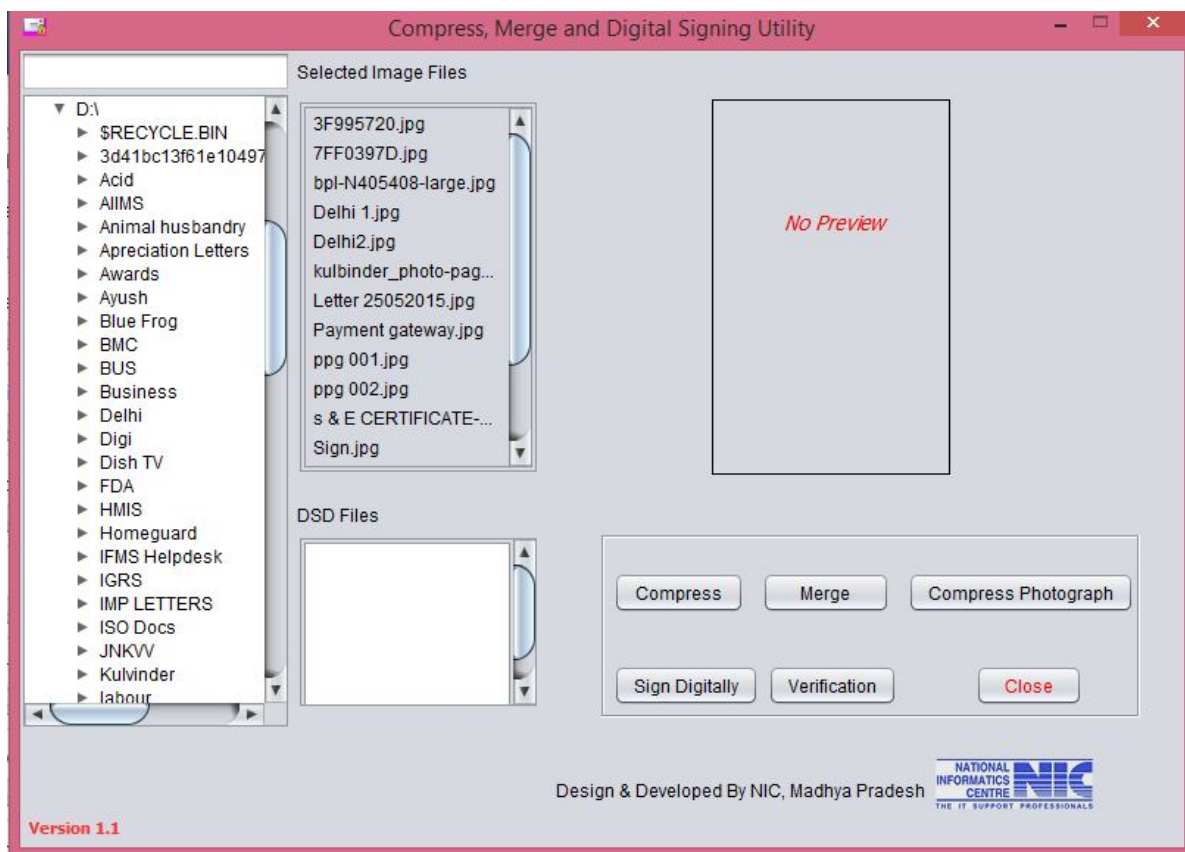 Compress, Merge and Digital Signing Utility
Selected Image Files
D:\
$RECYCLE.BIN
3d41bc13f61e10497
Acid
AIIMS
Animal husbandry
Apreciation Letters
Awards
Ayush
Blue Frog
BMC
BUS
Business
Delhi
Digi
Dish TV
FDA
HMIS
Homeguard
IFMS Helpdesk
IGRS
IMP LETTERS
ISO Docs
JNKVV
Kulvinder
labour
3F995720.jpg
7FF0397D.jpg
bpl-N405408-large.jpg
Delhi 1.jpg
Delhi2.jpg
kulbinder_photo-pag...
Letter 25052015.jpg
Payment gateway.jpg
ppg 001.jpg
ppg 002.jpg
s & E CERTIFICATE-...
Sign.jpg
No Preview
DSD Files
Compress Merge Compress Photograph
Sign Digitally Verification Close
Design & Developed By NIC, Madhya Pradesh
NATIONAL
INFORMATICS
CENTRE
NIC
THE IT SUPPORT PROFESSIONALS
Version 1.1